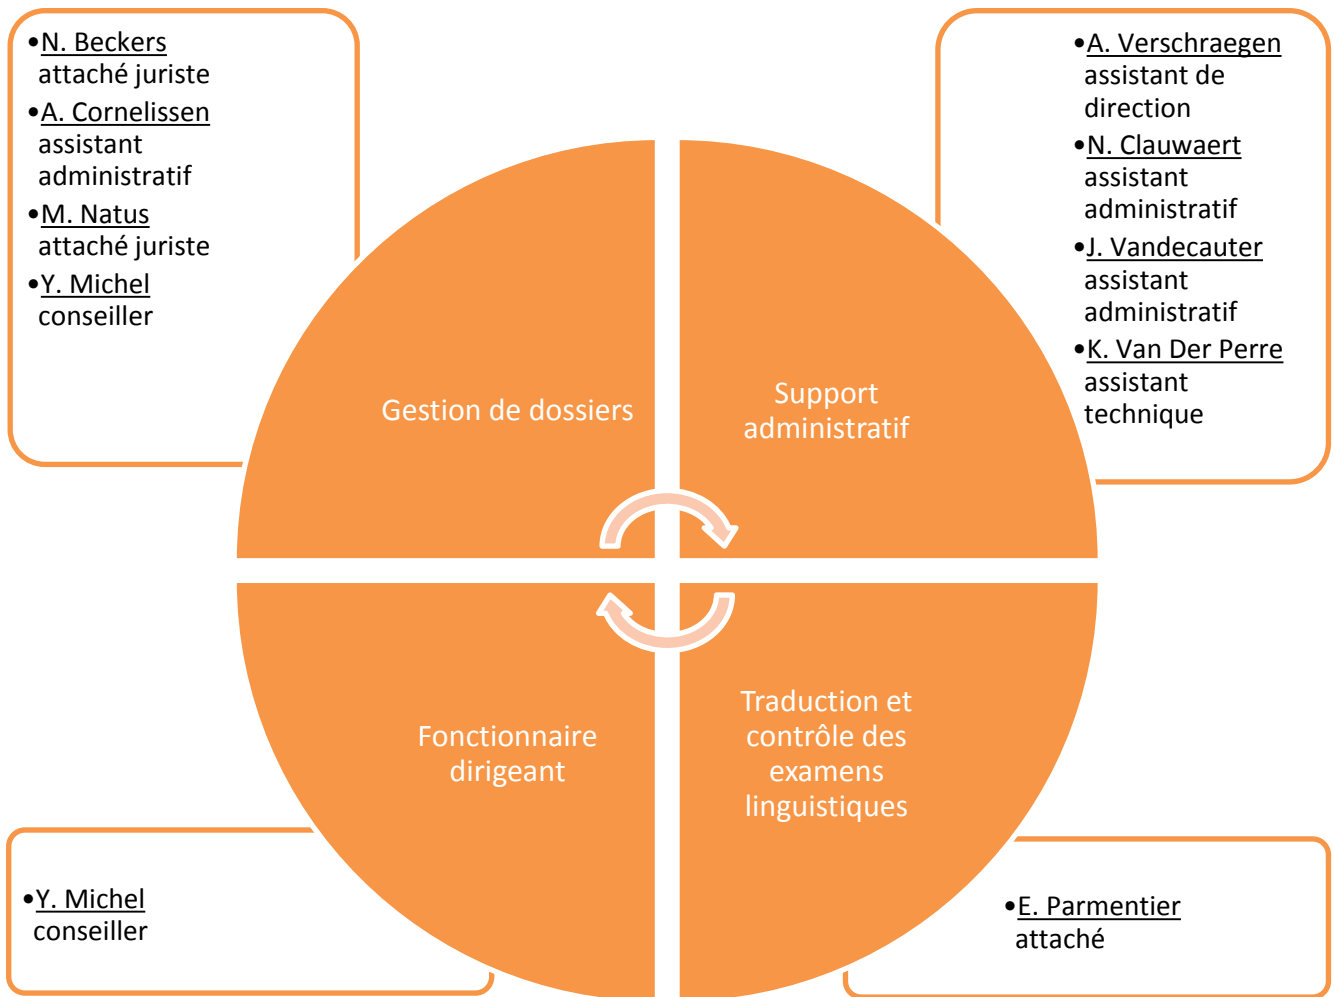 •N. Beckers
attaché juriste
•A. Cornelissen
assistant
administratif
•M. Natus
attaché juriste
•Y. Michel
conseiller
•A. Verschraegen
assistant de
direction
•N. Clauwaert
assistant
administratif
•J. Vandecauter
assistant
administratif
•K. Van Der Perre
assistant
technique
Gestion de dossiers
Support
administratif
Fonctionnaire
dirigeant
Traduction et
contrôle des
examens
linguistiques
•Y. Michel
conseiller
•E. Parmentier
attaché